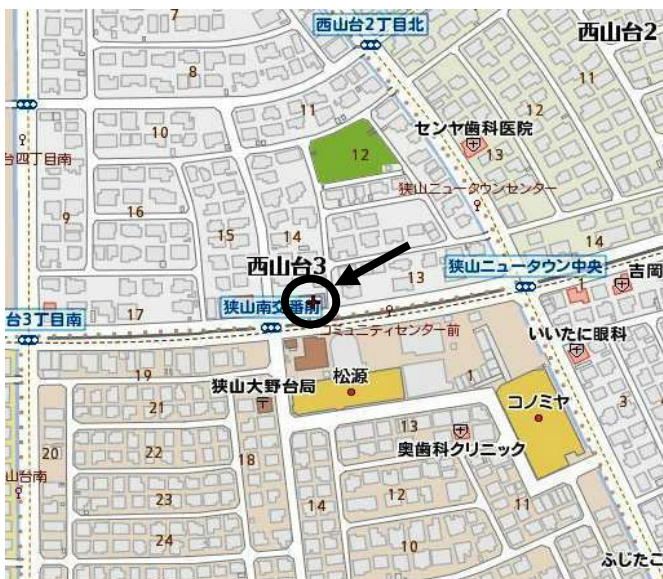 7
西山台2丁目北
西山台2
8
11
11
10
12
センヤ歯科医院
12
13
台四丁目南
狭山ニュータウンセンター
16
9
15
14
14
西山台3
13
狭山ニュータウン中央
1
吉岡
17
狭山南交番前
台3丁目南
コミュニティセンター前
いいたに眼科
19
松源
1
狭山大野台局
コノミヤ
3
21
13
20
22
18
奥歯科クリニック
山台南
23
14
12
11
24
10
ふじたこ